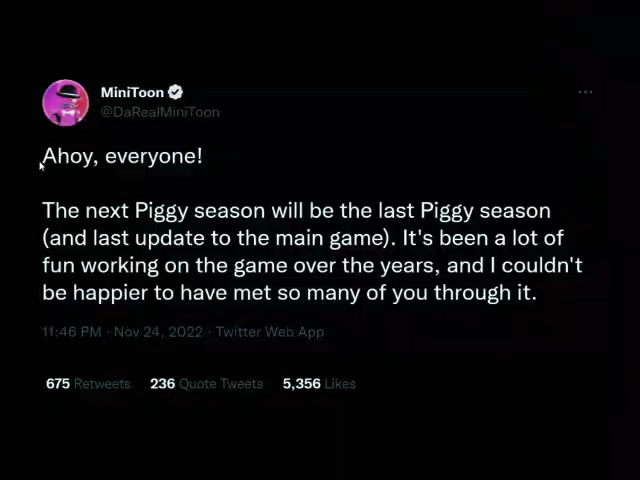 MiniToon
@DaRealMiniToon
Ahoy, everyone!
The next Piggy season will be the last Piggy season
(and last update to the main game). It's been a lot of
fun working on the game over the years, and I couldn't
be happier to have met so many of you through it.
11:46 PM · Nov 24, 2022 · Twitter Web App
675 Retweets 236 Quote Tweets 5,356 Likes